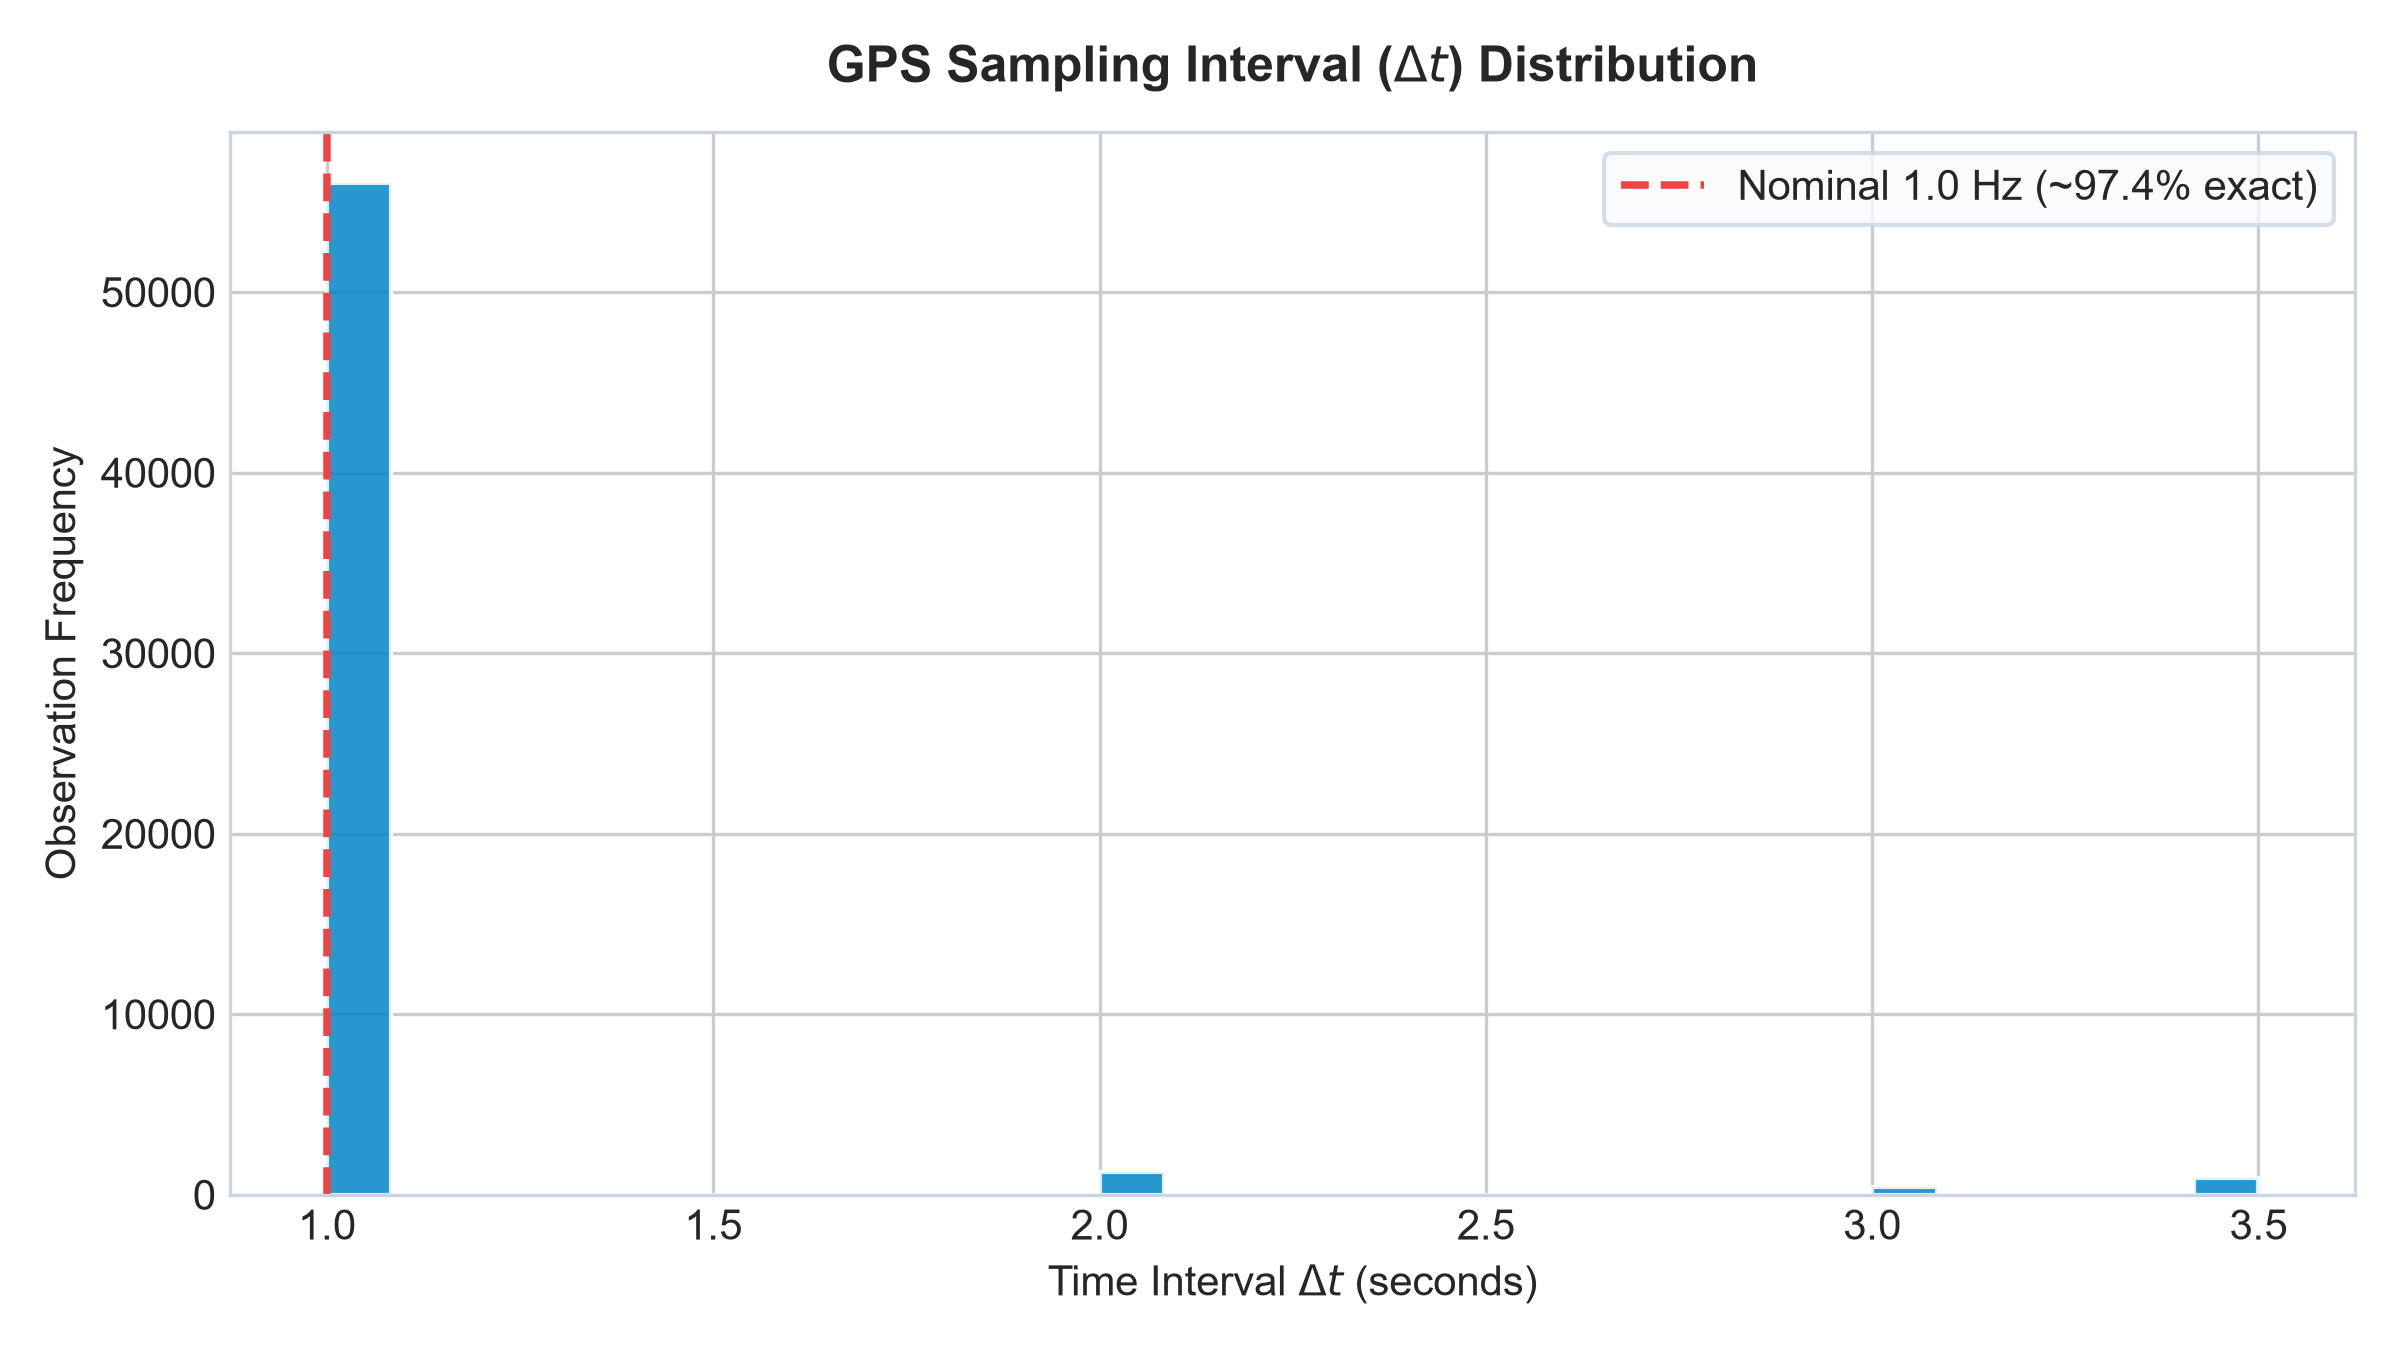 GPS Sampling Interval (Δt) Distribution
Nominal 1.0 Hz (~97.4% exact)
Observation Frequency
50000
40000
30000
20000
10000
0
1.0 1.5 2.0 2.5 3.0 3.5
Time Interval Δt (seconds)